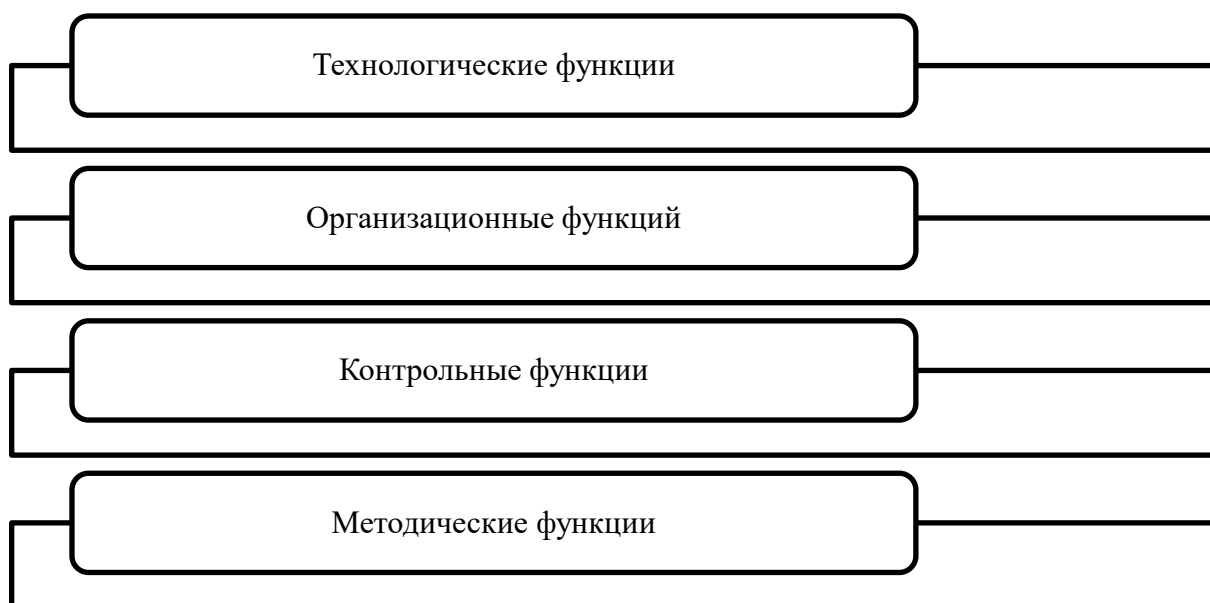 Технологические функции
Организационные функций
Контрольные функции
Методические функции